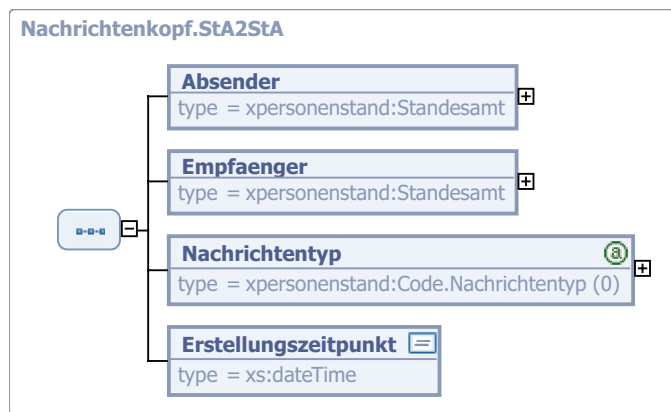 Nachrichtenkopf.StA2StA
Absender
type = xpersonenstand:Standesamt
Empfaenger
type = xpersonenstand:Standesamt
Nachrichtentyp
type = xpersonenstand:Code.Nachrichtentyp (0)
Erstellungszeitpunkt
type = xs:dateTime